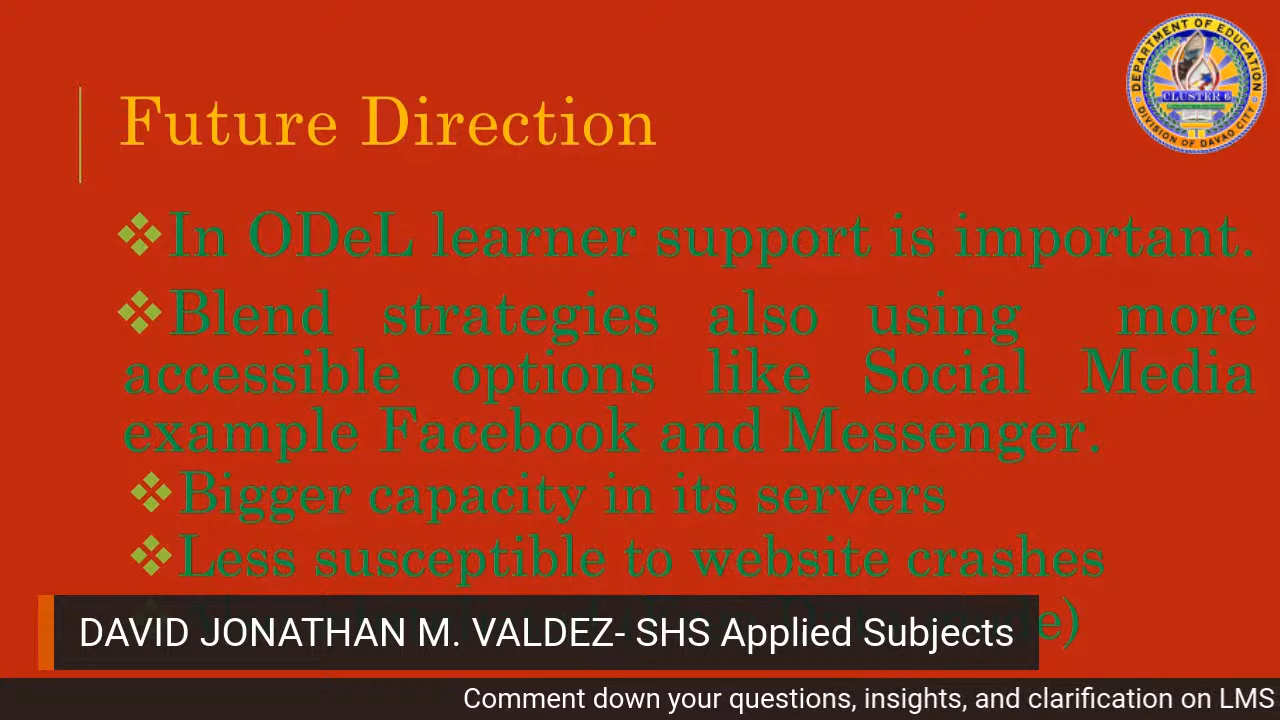 DEPARTMENT OF EDUCATION
CLUSTER 6
DIVISION OF DAVAO CITY
Future Direction
❖In ODeL learner support is important.
❖Blend strategies also using more
accessible options like Social Media
example Facebook and Messenger.
❖Bigger capacity in its servers
❖Less susceptible to website crashes
e)
DAVID JONATHAN M. VALDEZ- SHS Applied Subjects
Comment down your questions, insights, and clarification on LMS